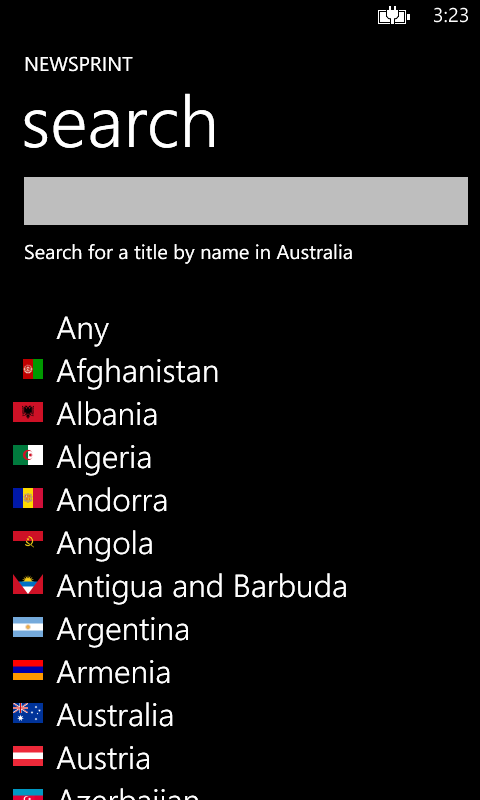 3:23
NEWSPRINT
search
Search for a title by name in Australia
Any
Afghanistan
Albania
Algeria
Andorra
Angola
Antigua and Barbuda
Argentina
Armenia
Australia
Austria
Azerbaijan